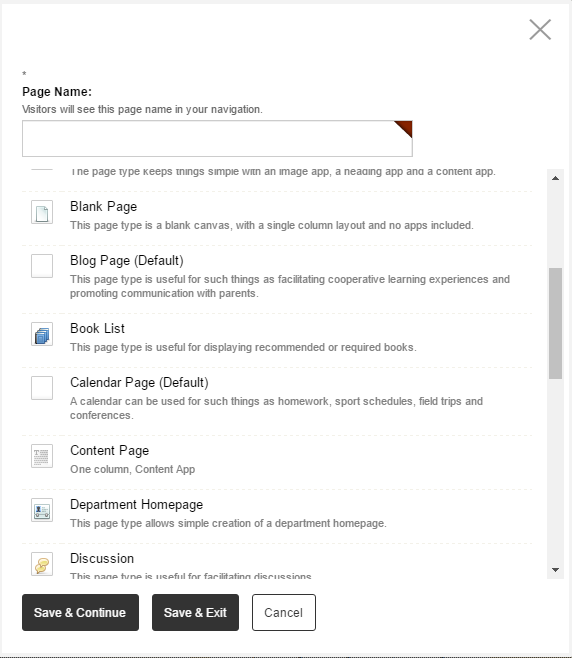 *
Page Name:
Visitors will see this page name in your navigation.
The page type keeps things simple with an image app, a heading app and a content app.
Blank Page
This page type is a blank canvas, with a single column layout and no apps included.
Blog Page (Default)
This page type is useful for such things as facilitating cooperative learning experiences and
promoting communication with parents.
Book List
This page type is useful for displaying recommended or required books.
Calendar Page (Default)
A calendar can be used for such things as homework, sport schedules, field trips and
conferences.
Content Page
One column, Content App
Department Homepage
This page type allows simple creation of a department homepage.
Discussion
This page type is useful for facilitating discussions.
Save & Continue
Save & Exit
Cancel